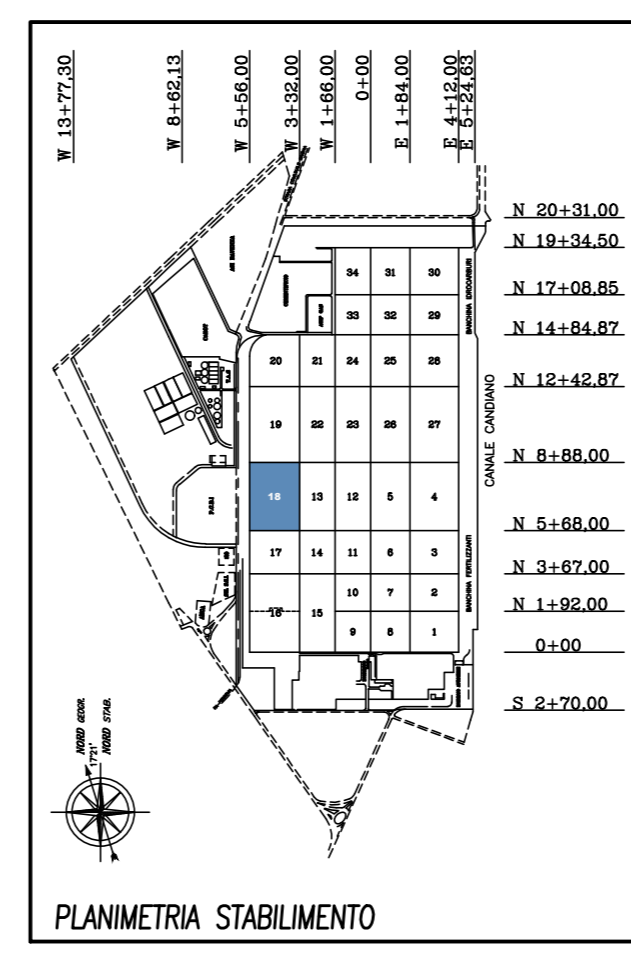 W 13+77,30
W 8+62,13
W 5+56,00
W 3+32,00
W 1+66,00
0+00
E 1+84,00
E 4+12,00
E 5+24,63
N 20+31,00
N 19+34,50
N 17+08,85
N 14+84,87
N 12+42,87
N 8+88,00
N 5+68,00
N 3+67,00
N 1+92,00
0+00
S 2+70,00
34 31 30
33 32 29
20 21 24 25 28
19 22 23 26 27
18 13 12 5 4
17 14 11 6 3
10 7 2
16 15
9 8 1
BANCHINA IDROCARBURI
CANALE CANDIANO
BANCHINA FERTILIZZANTI
NORD GEOGR.
17°21'
NORD STAB.
PLANIMETRIA STABILIMENTO